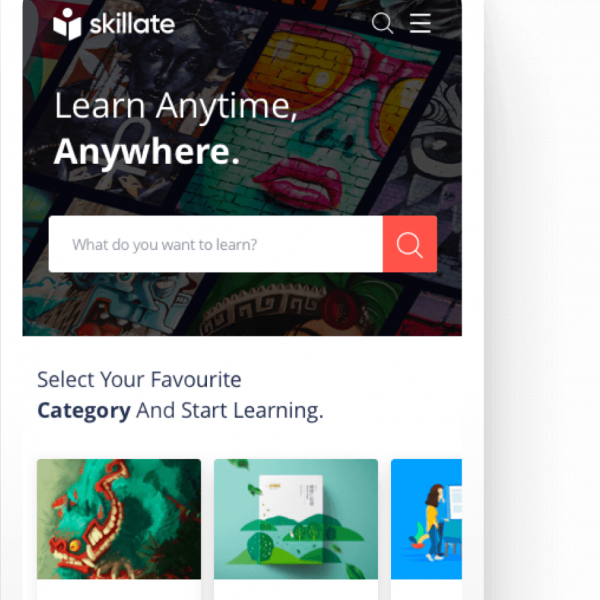 skillate
Learn Anytime,
Anywhere.
What do you want to learn?
Select Your Favourite
Category And Start Learning.